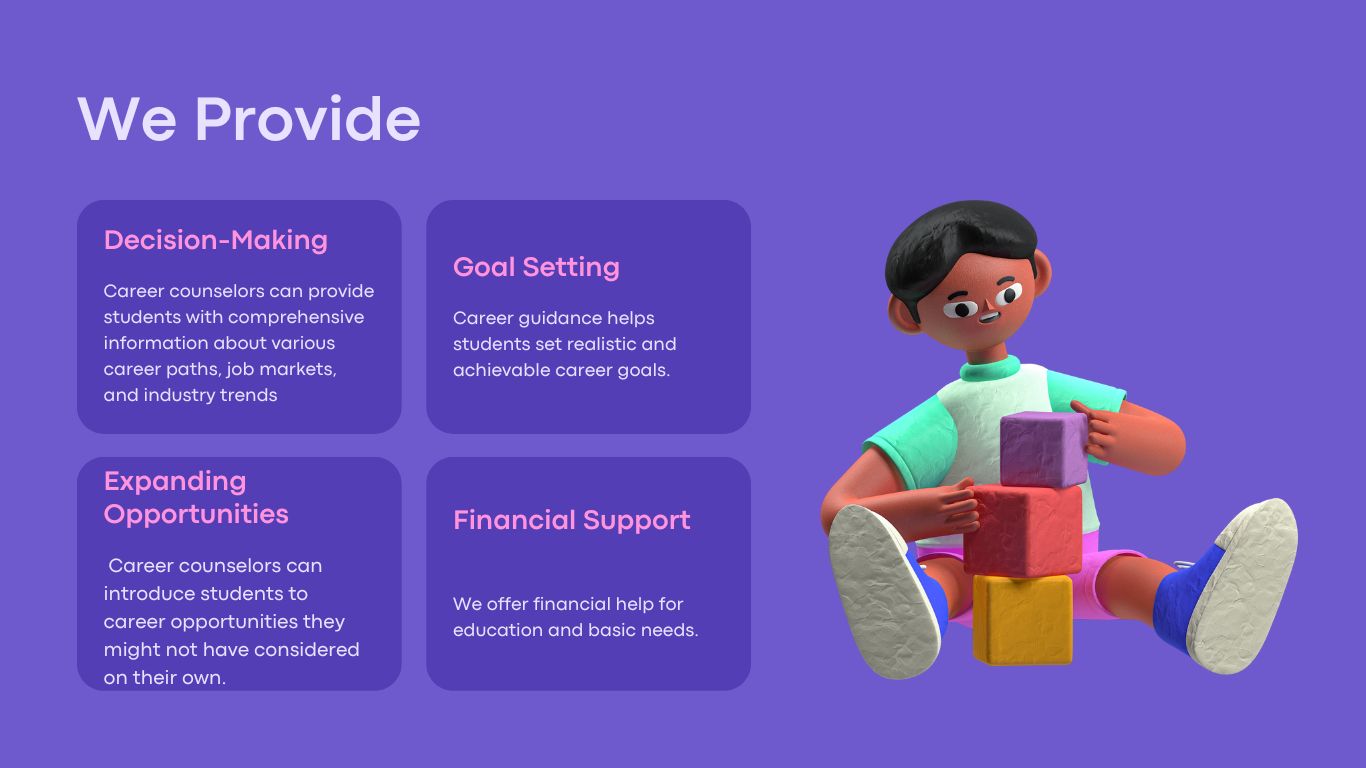 We Provide
Decision-Making
Career counselors can provide
students with comprehensive
information about various
career paths, job markets,
and industry trends
Goal Setting
Career guidance helps
students set realistic and
achievable career goals.
Expanding
Opportunities
Career counselors can
introduce students to
career opportunities they
might not have considered
on their own.
Financial Support
We offer financial help for
education and basic needs.